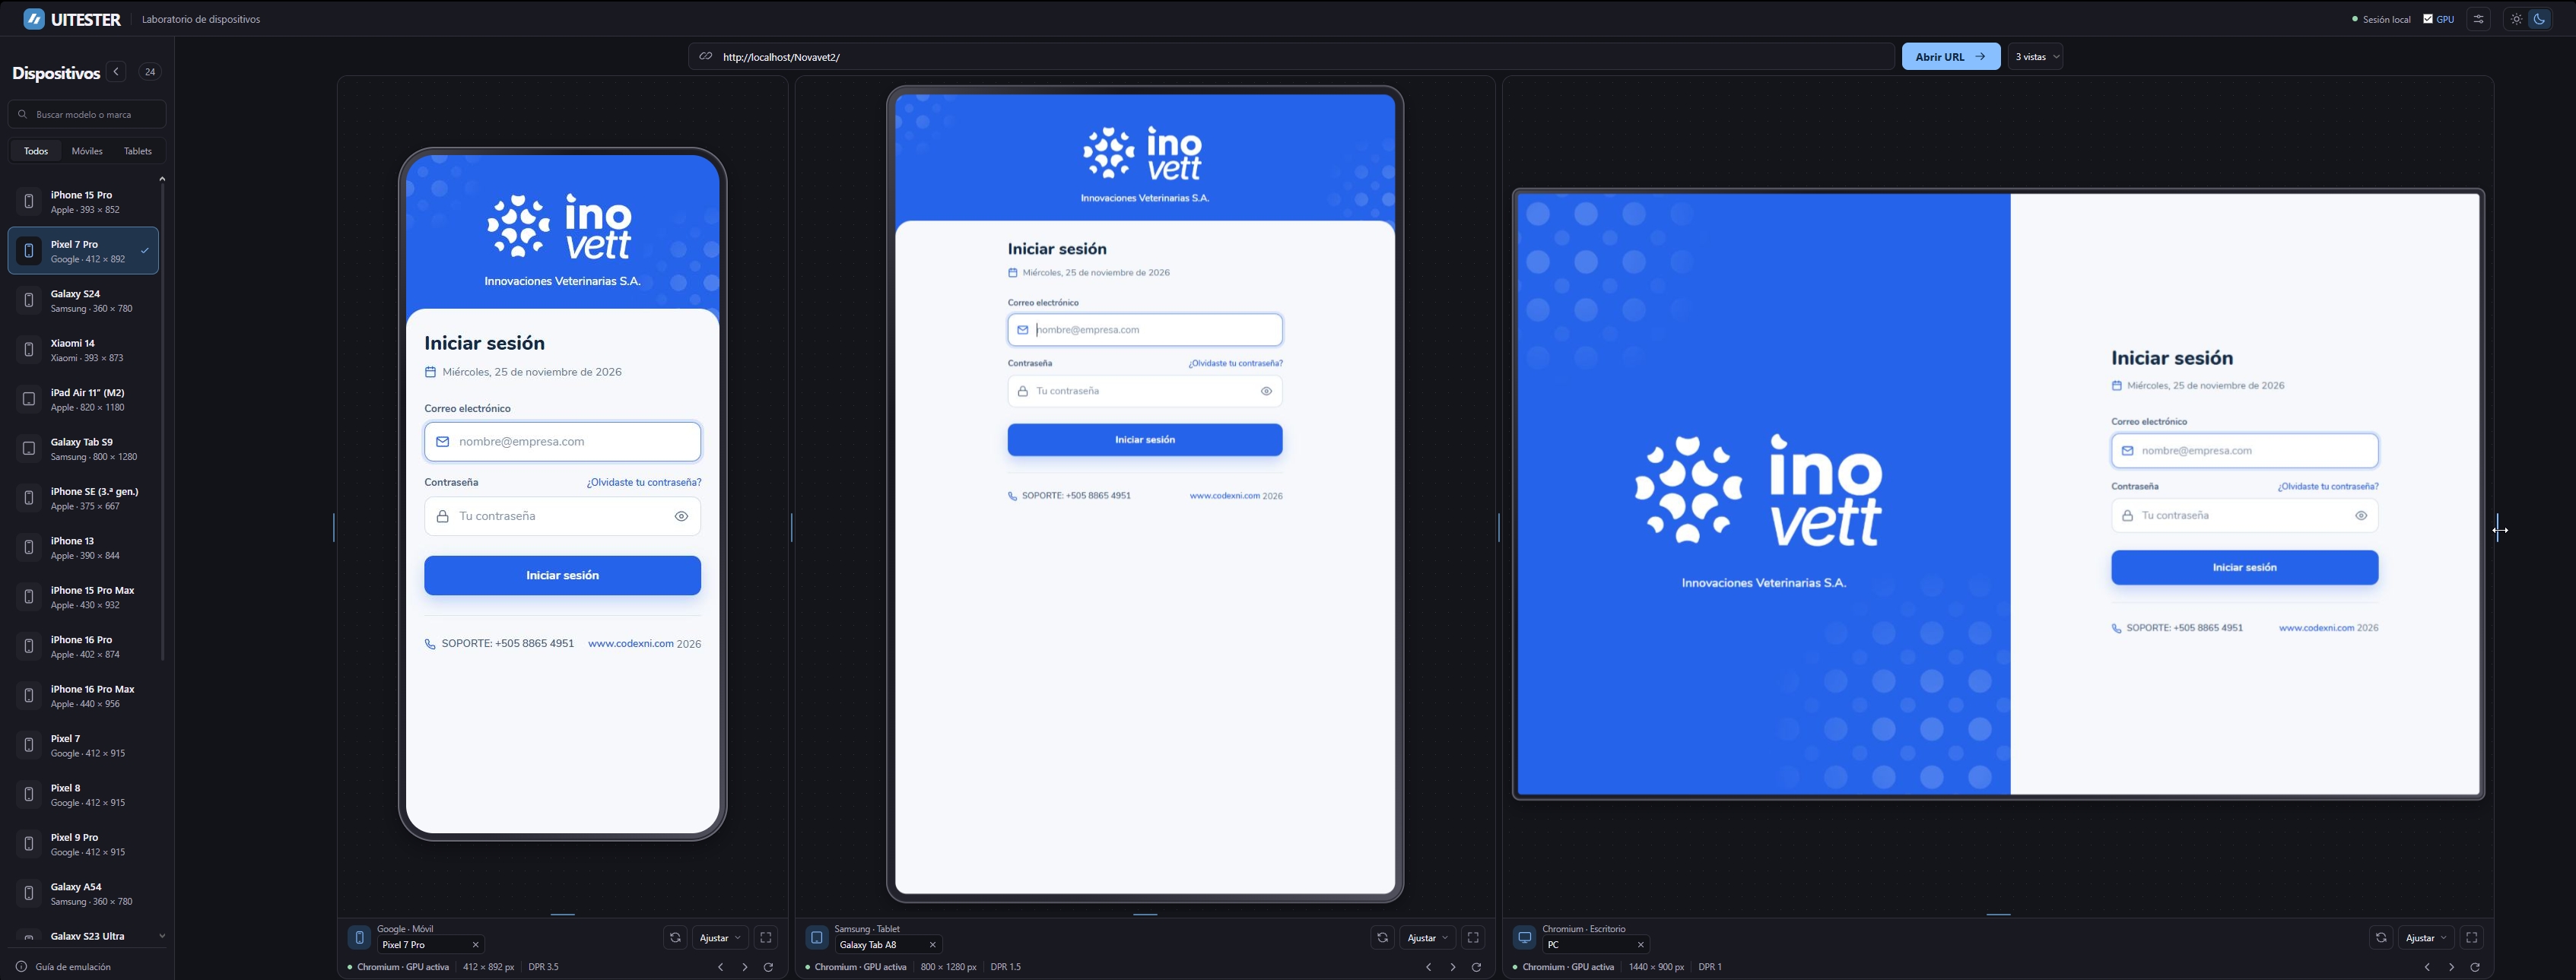 UITESTER
Laboratorio de dispositivos
Sesión local
GPU
Dispositivos
24
http://localhost/Novavet2/
Abrir URL
3 vistas
Buscar modelo o marca
Todos
Móviles
Tablets
iPhone 15 Pro
Apple · 393 × 852
Pixel 7 Pro
Google · 412 × 892
Galaxy S24
Samsung · 360 × 780
Xiaomi 14
Xiaomi · 393 × 873
iPad Air 11" (M2)
Apple · 820 × 1180
Galaxy Tab S9
Samsung · 800 × 1280
iPhone SE (3.ª gen.)
Apple · 375 × 667
iPhone 13
Apple · 390 × 844
iPhone 15 Pro Max
Apple · 430 × 932
iPhone 16 Pro
Apple · 402 × 874
iPhone 16 Pro Max
Apple · 440 × 956
Pixel 7
Google · 412 × 915
Pixel 8
Google · 412 × 915
Pixel 9 Pro
Google · 412 × 915
Galaxy A54
Samsung · 360 × 780
Galaxy S23 Ultra
Guía de emulación
ino
vett
Innovaciones Veterinarias S.A.
Iniciar sesión
Miércoles, 25 de noviembre de 2026
Correo electrónico
nombre@empresa.com
Contraseña
¿Olvidaste tu contraseña?
Tu contraseña
Iniciar sesión
SOPORTE: +505 8865 4951
www.codexni.com 2026
Google · Móvil
Pixel 7 Pro
Ajustar
Chromium · GPU activa
412 × 892 px
DPR 3.5
ino
vett
Innovaciones Veterinarias S.A.
Iniciar sesión
Miércoles, 25 de noviembre de 2026
Correo electrónico
nombre@empresa.com
Contraseña
¿Olvidaste tu contraseña?
Tu contraseña
Iniciar sesión
SOPORTE: +505 8865 4951
www.codexni.com 2026
Samsung · Tablet
Galaxy Tab A8
Ajustar
Chromium · GPU activa
800 × 1280 px
DPR 1.5
ino
vett
Innovaciones Veterinarias S.A.
Iniciar sesión
Miércoles, 25 de noviembre de 2026
Correo electrónico
nombre@empresa.com
Contraseña
¿Olvidaste tu contraseña?
Tu contraseña
Iniciar sesión
SOPORTE: +505 8865 4951
www.codexni.com 2026
Chromium · Escritorio
PC
Ajustar
Chromium · GPU activa
1440 × 900 px
DPR 1